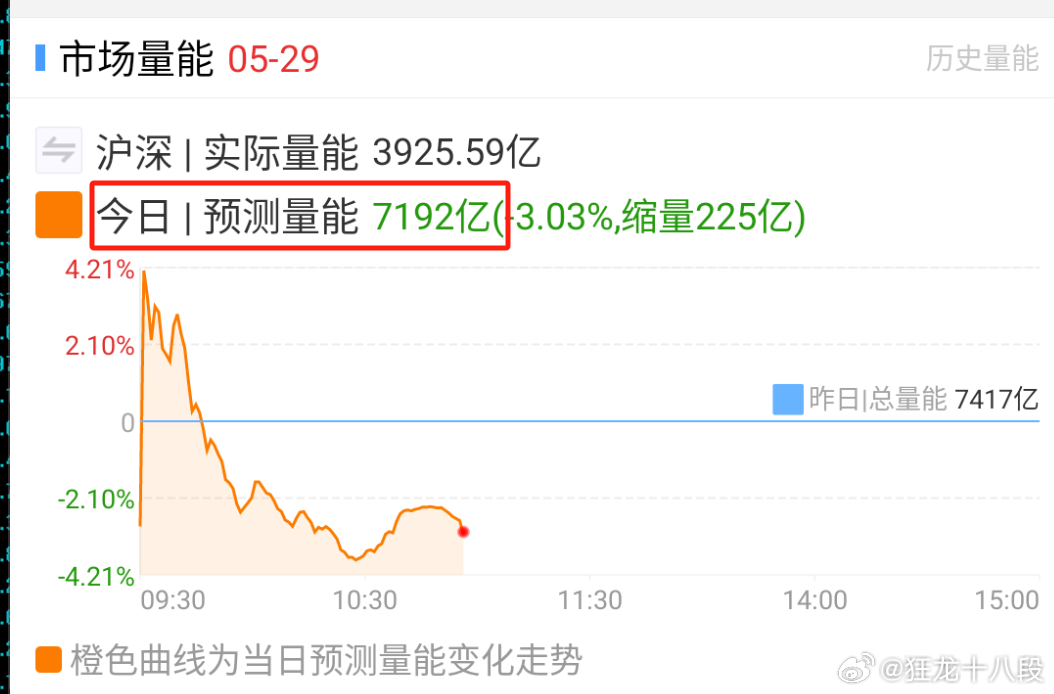 市场量能 05-29
历史量能
沪深 | 实际量能 3925.59亿
今日 | 预测量能 7192亿(-3.03%,缩量225亿)
4.21%
2.10%
昨日|总量能 7417亿
0
-2.10%
-4.21%
09:30 10:30 11:30 14:00 15:00
橙色曲线为当日预测量能变化走势
@狂龙十八段